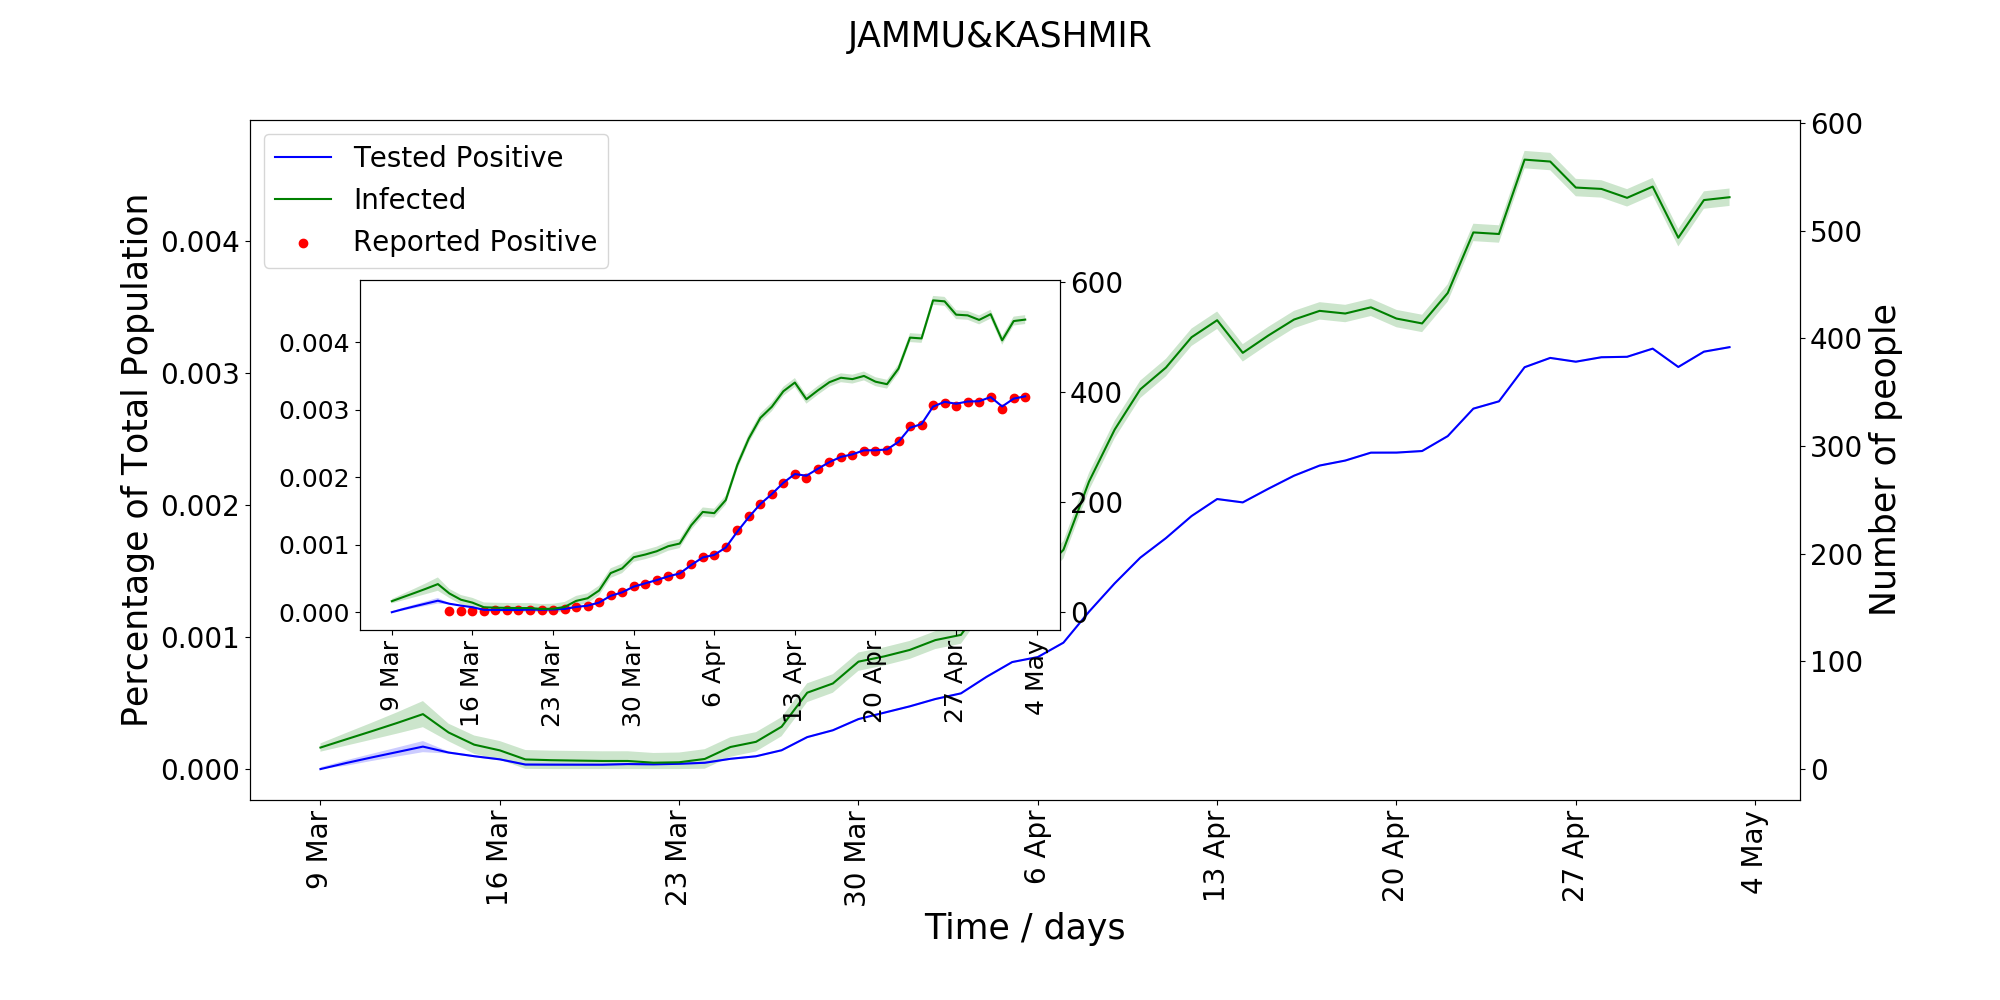 JAMMU&KASHMIR
Tested Positive
Infected
Reported Positive
Percentage of Total Population
0.004
0.003
0.002
0.001
0.000
600
500
400
300
200
100
0
Number of people
0.004
0.003
0.002
0.001
0.000
600
400
200
0
9 Mar
16 Mar
23 Mar
30 Mar
6 Apr
13 Apr
20 Apr
27 Apr
4 May
9 Mar
16 Mar
23 Mar
30 Mar
6 Apr
13 Apr
20 Apr
27 Apr
4 May
Time / days